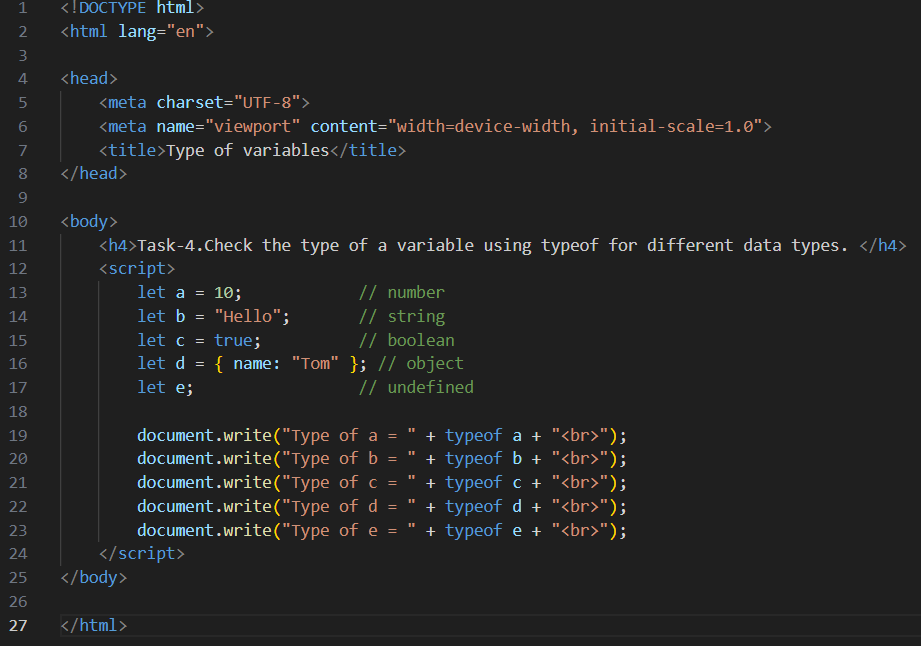 1 <!DOCTYPE html>
2 <html lang="en">
3
4 <head>
5     <meta charset="UTF-8">
6     <meta name="viewport" content="width=device-width, initial-scale=1.0">
7     <title>Type of variables</title>
8 </head>
9
10 <body>
11     <h4>Task-4.Check the type of a variable using typeof for different data types. </h4>
12     <script>
13         let a = 10;            // number
14         let b = "Hello";       // string
15         let c = true;          // boolean
16         let d = { name: "Tom" }; // object
17         let e;                 // undefined
18
19         document.write("Type of a = " + typeof a + "<br>");
20         document.write("Type of b = " + typeof b + "<br>");
21         document.write("Type of c = " + typeof c + "<br>");
22         document.write("Type of d = " + typeof d + "<br>");
23         document.write("Type of e = " + typeof e + "<br>");
24     </script>
25 </body>
26
27 </html>